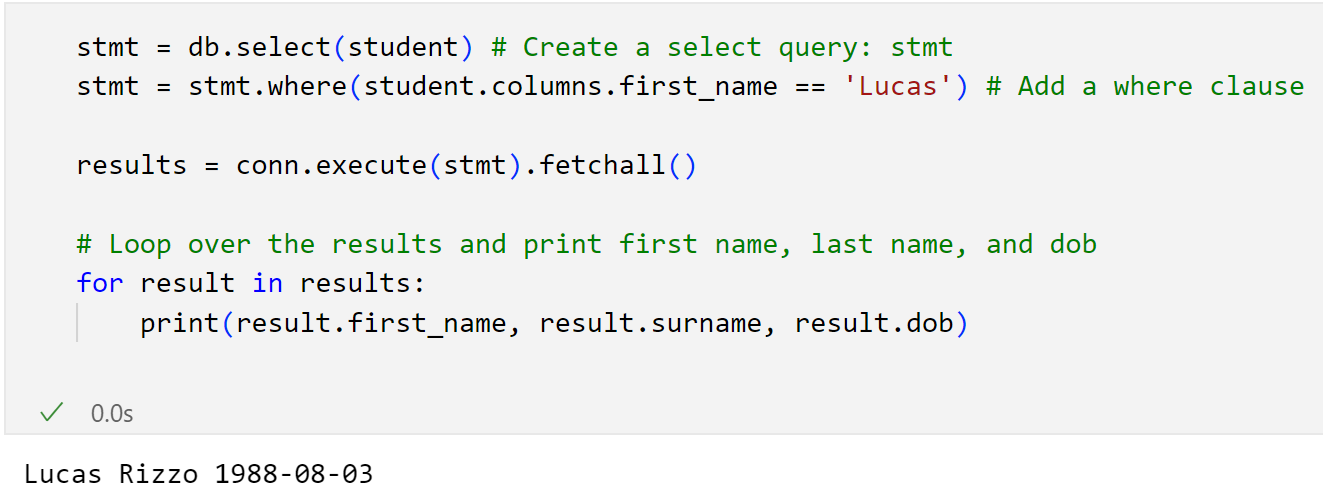 stmt = db.select(student) # Create a select query: stmt
stmt = stmt.where(student.columns.first_name == 'Lucas') # Add a where clause
results = conn.execute(stmt).fetchall()
# Loop over the results and print first name, last name, and dob
for result in results:
    print(result.first_name, result.surname, result.dob)
✓ 0.0s
Lucas Rizzo 1988-08-03